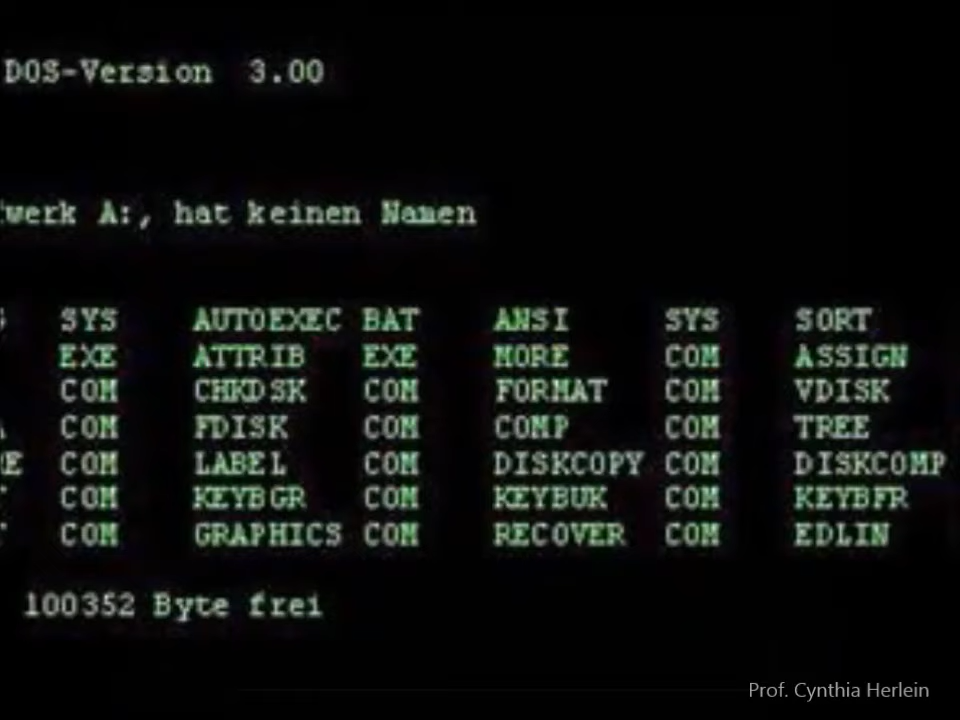 DOS-Version 3.00
werk A:, hat keinen Namen
SYS AUTOEXEC BAT ANSI SYS SORT
EXE ATTRIB EXE MORE COM ASSIGN
COM CHKDSK COM FORMAT COM VDISK
COM FDISK COM COMP COM TREE
RE COM LABEL COM DISKCOPY COM DISKCOMP
COM KEYBGR COM KEYBUK COM KEYBFR
COM GRAPHICS COM RECOVER COM EDLIN
100352 Byte frei
Prof. Cynthia Herlein